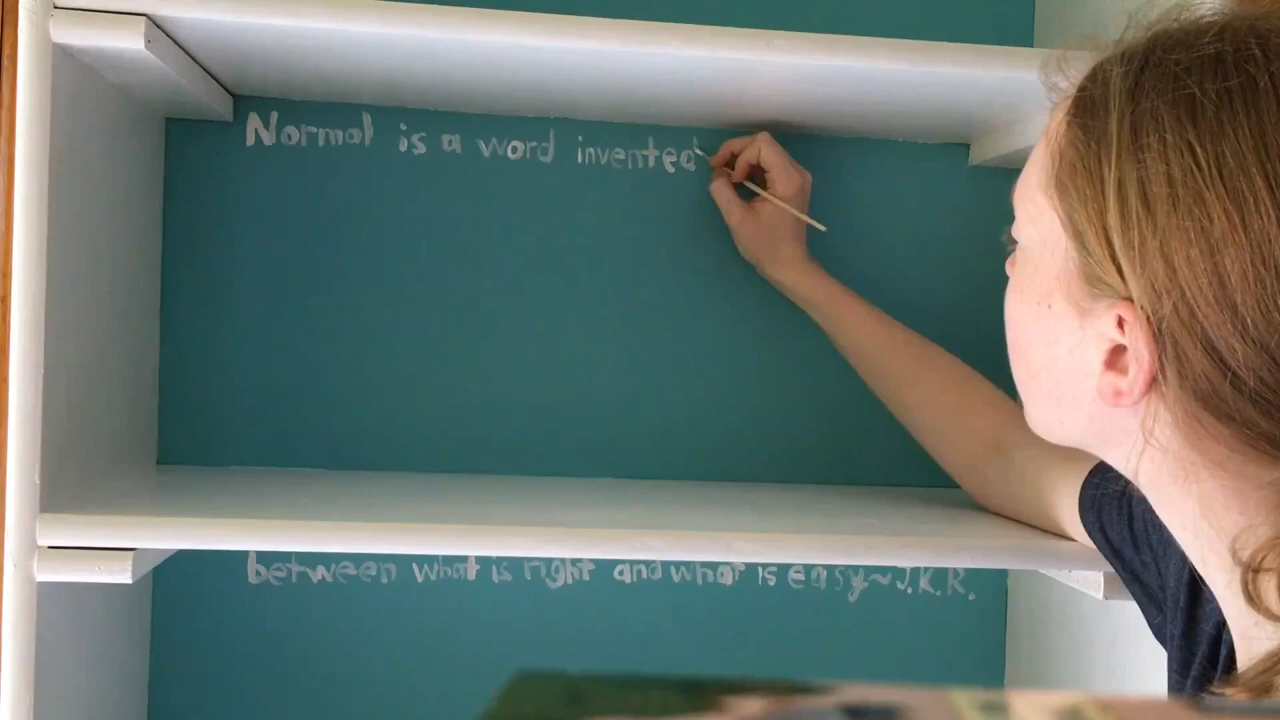 Normal is a word invented
between what is right and what is easy~J.K.R.